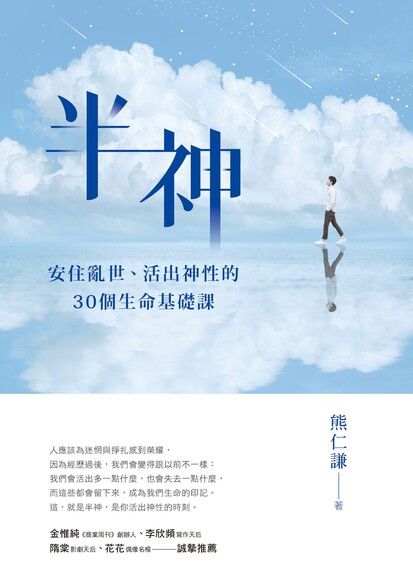 半神
安住亂世、活出神性的
30個生命基礎課
熊仁謙——著
人應該為迷惘與掙扎感到榮耀，
因為經歷過後，我們會變得跟以前不一樣：
我們會活出多一點什麼，也會失去一點什麼，
而這些都會留下來，成為我們生命的印記。
這，就是半神，是你活出神性的時刻。
金惟純《商業周刊》創辦人、李欣頻寫作天后
隋棠影劇天后、花花偶像名模——誠摯推薦